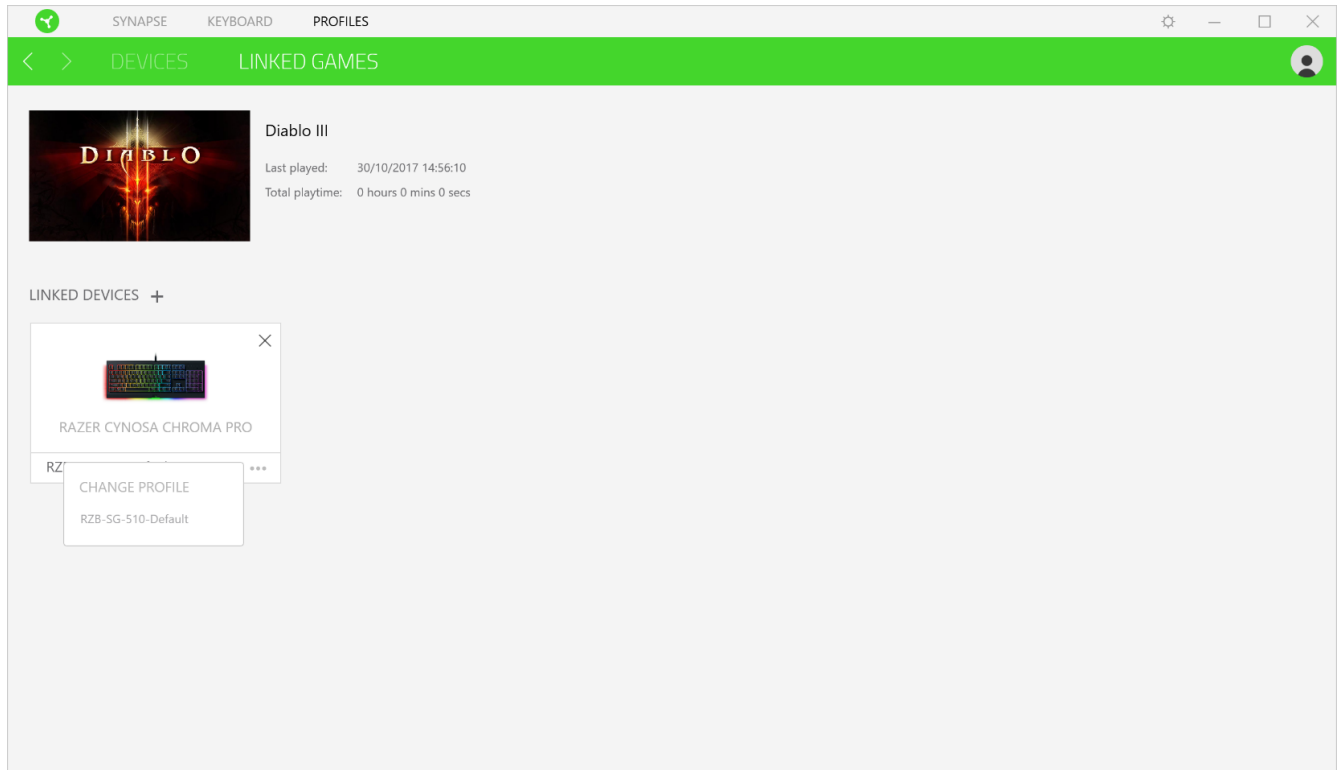 SYNAPSE KEYBOARD PROFILES
DEVICES LINKED GAMES
DIABLO
Diablo III
Last played: 30/10/2017 14:56:10
Total playtime: 0 hours 0 mins 0 secs
LINKED DEVICES +
RAZER CYNOSA CHROMA PRO
CHANGE PROFILE
RZB-SG-510-Default